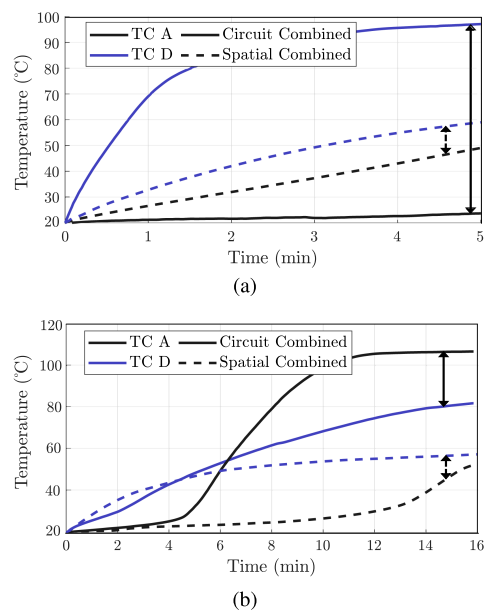 100
90
80
70
60
50
40
30
20
Temperature (°C)
TC A Circuit Combined
TC D Spatial Combined
0 1 2 3 4 5
Time (min)
(a)
120
100
80
60
40
20
Temperature (°C)
TC A Circuit Combined
TC D Spatial Combined
0 2 4 6 8 10 12 14 16
Time (min)
(b)